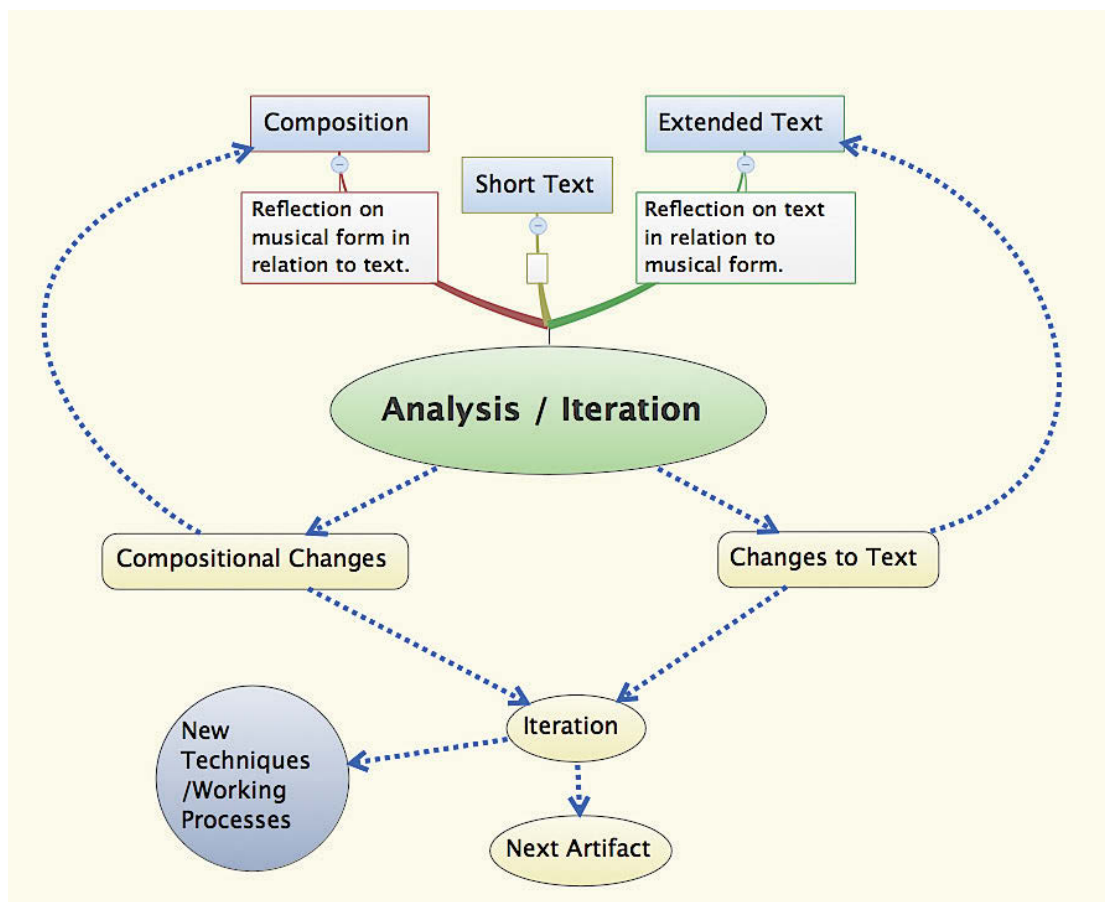 Composition
Extended Text
Short Text
Reflection on
musical form in
relation to text.
Reflection on text
in relation to
musical form.
Analysis / Iteration
Compositional Changes
Changes to Text
Iteration
New
Techniques
/Working
Processes
Next Artifact